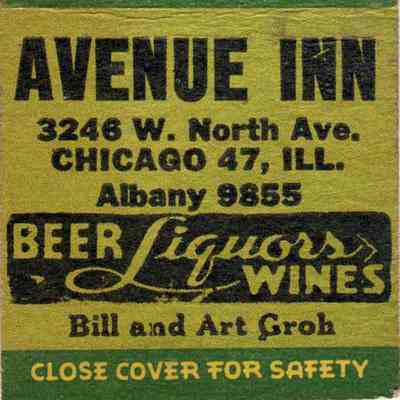 AVENUE INN
3246 W. North Ave.
CHICAGO 47, ILL.
Albany 9855
BEER Liquors WINES
Bill and Art Groh
CLOSE COVER FOR SAFETY